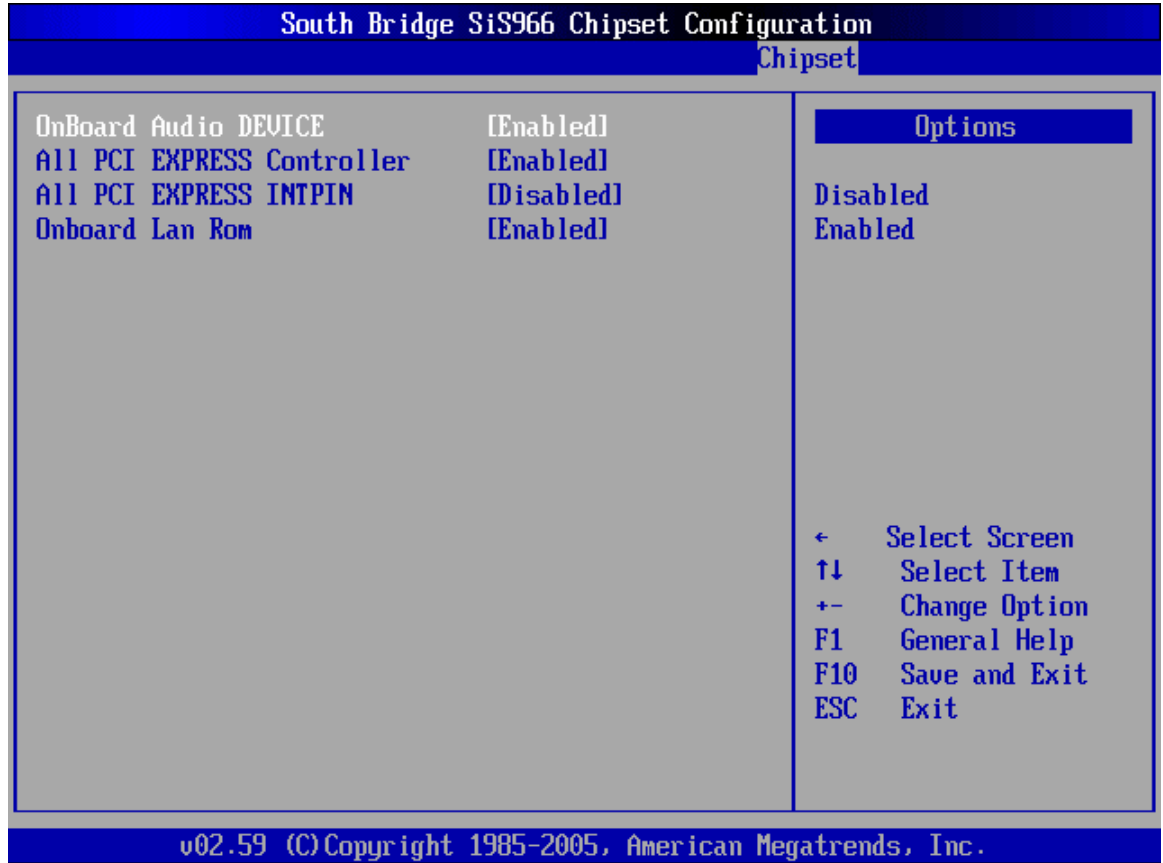 South Bridge SiS966 Chipset Configuration
Chipset
OnBoard Audio DEVICE [Enabled]
All PCI EXPRESS Controller [Enabled]
All PCI EXPRESS INTPIN [Disabled]
Onboard Lan Rom [Enabled]
Options
Disabled
Enabled
← Select Screen
↑↓ Select Item
+- Change Option
F1 General Help
F10 Save and Exit
ESC Exit
v02.59 (C)Copyright 1985-2005, American Megatrends, Inc.